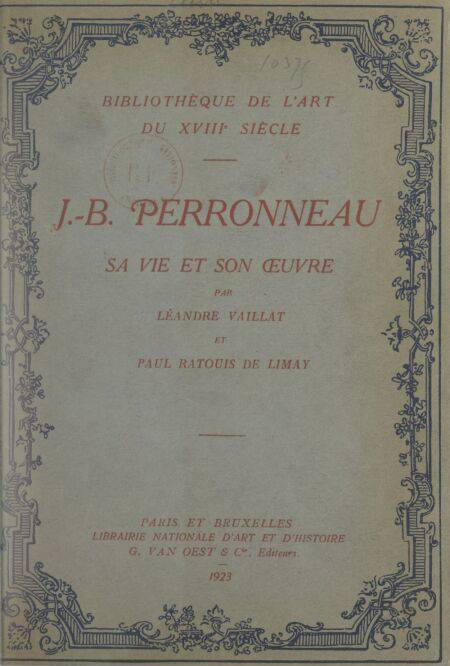 BIBLIOTHÈQUE DE L'ART
DU XVIIIe SIÈCLE
J.-B. PERRONNEAU
SA VIE ET SON ŒUVRE
PAR
LÉANDRE VAILLAT
ET
PAUL RATOUIS DE LIMAY
PARIS ET BRUXELLES
LIBRAIRIE NATIONALE D'ART ET D'HISTOIRE
G. VAN OEST & Cie, Editeurs.
1923